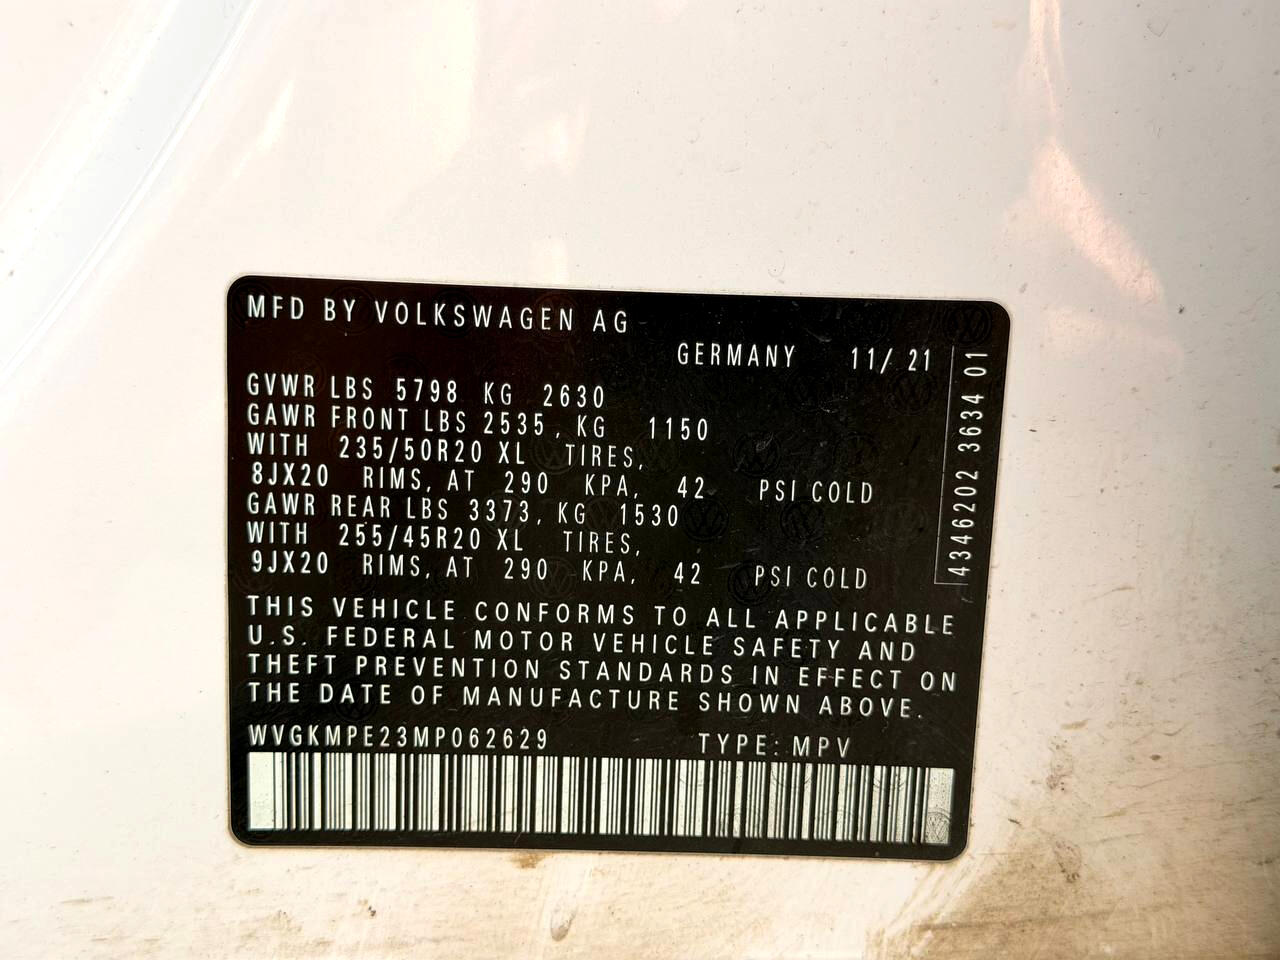 MFD BY VOLKSWAGEN AG
GERMANY 11/ 21
GVWR LBS 5798 KG 2630
GAWR FRONT LBS 2535, KG 1150
WITH 235/50R20 XL TIRES,
8JX20 RIMS, AT 290 KPA, 42 PSI COLD
GAWR REAR LBS 3373, KG 1530
WITH 255/45R20 XL TIRES,
9JX20 RIMS, AT 290 KPA, 42 PSI COLD
THIS VEHICLE CONFORMS TO ALL APPLICABLE
U.S. FEDERAL MOTOR VEHICLE SAFETY AND
THEFT PREVENTION STANDARDS IN EFFECT ON
THE DATE OF MANUFACTURE SHOWN ABOVE.
WVGKMPE23MP062629 TYPE: MPV
4346202 3634 01